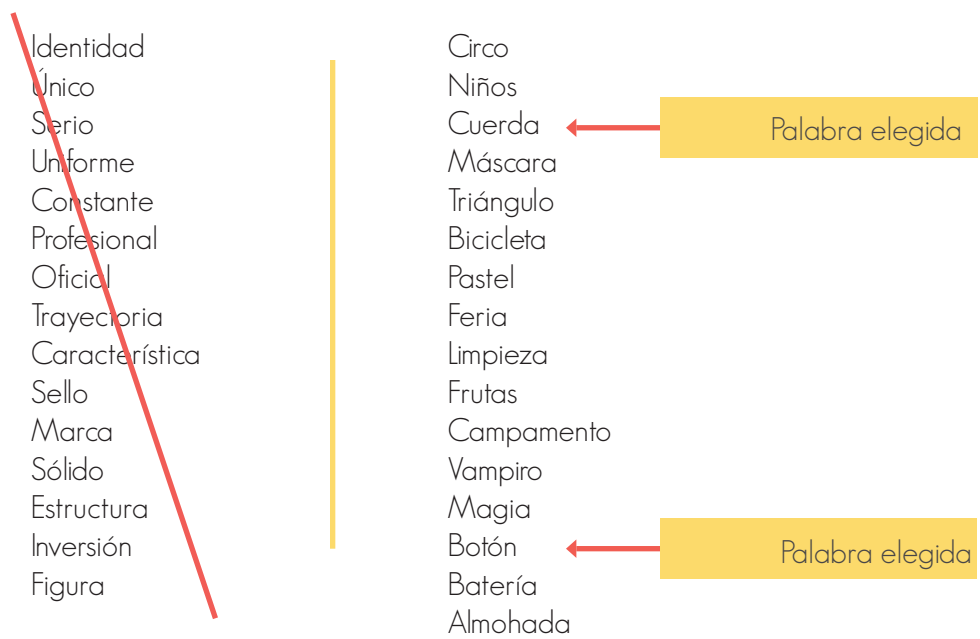 Identidad
Único
Serio
Uniforme
Constante
Profesional
Oficial
Trayectoria
Característica
Sello
Marca
Sólido
Estructura
Inversión
Figura
Circo
Niños
Cuerda
Palabra elegida
Máscara
Triángulo
Bicicleta
Pastel
Feria
Limpieza
Frutas
Campamento
Vampiro
Magia
Botón
Palabra elegida
Batería
Almohada